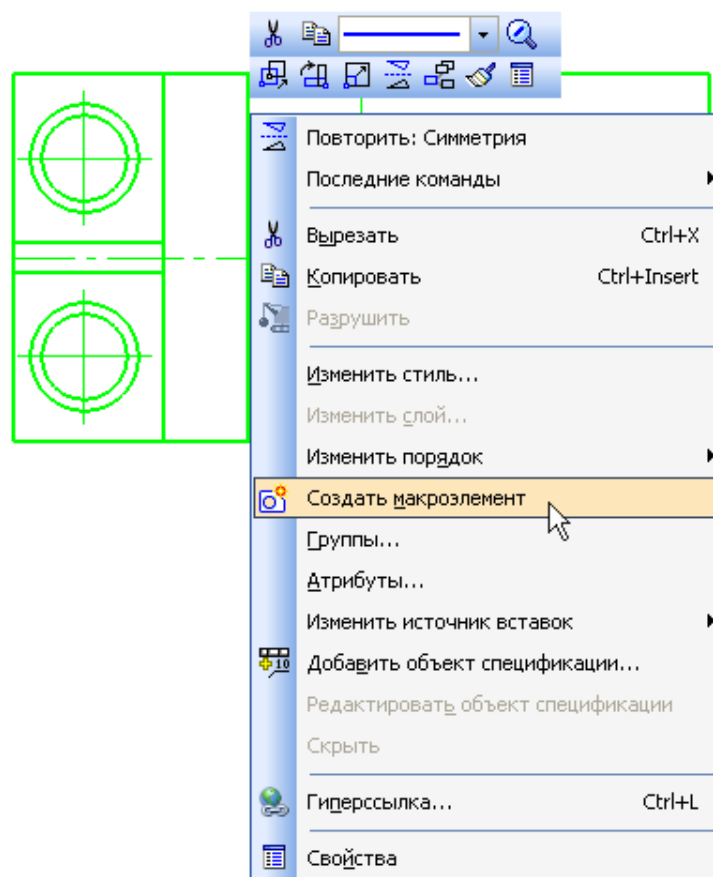 Повторить: Симметрия
Последние команды
Вырезать Ctrl+X
Копировать Ctrl+Insert
Разрушить
Изменить стиль...
Изменить слой...
Изменить порядок
Создать макроэлемент
Группы...
Атрибуты...
Изменить источник вставок
10 Добавить объект спецификации...
Редактировать объект спецификации
Скрыть
Гиперссылка... Ctrl+L
Свойства